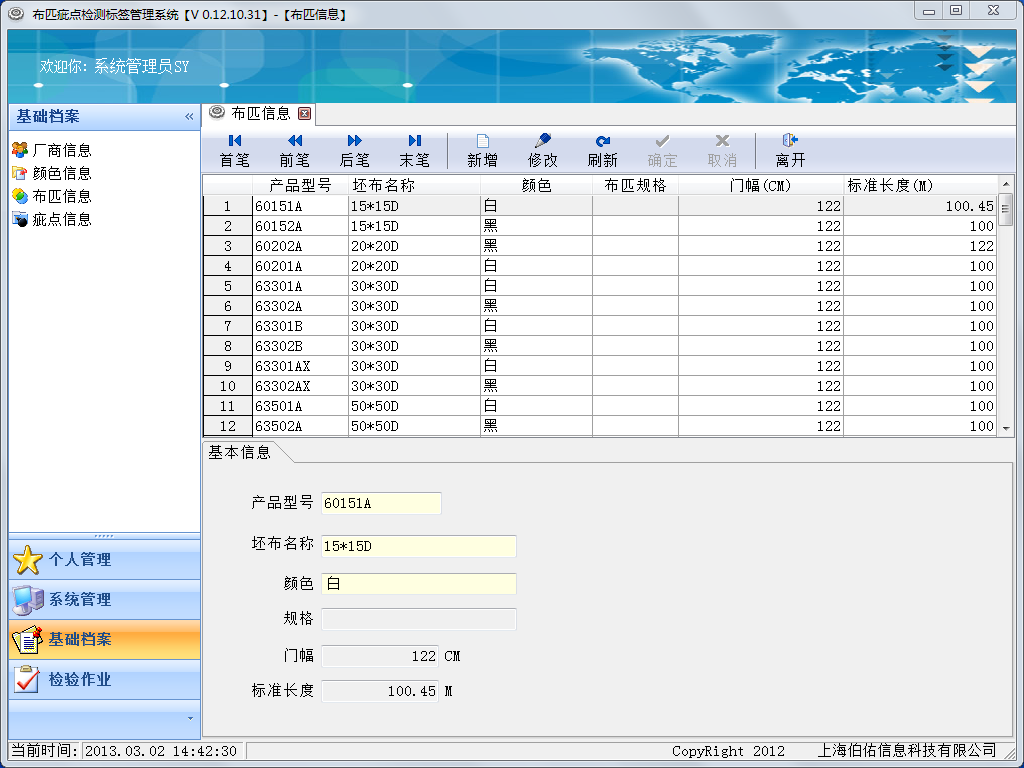 布匹疵点检测标签管理系统【V 0.12.10.31】-【布匹信息】
欢迎你: 系统管理员SY
基础档案 «
厂商信息
颜色信息
布匹信息
疵点信息
个人管理
系统管理
基础档案
检验作业
布匹信息
首笔 前笔 后笔 末笔 新增 修改 刷新 确定 取消 离开
产品型号 坯布名称 颜色 布匹规格 门幅(CM) 标准长度(M)
1 60151A 15*15D 白 122 100.45
2 60152A 15*15D 黑 122 100
3 60202A 20*20D 黑 122 122
4 60201A 20*20D 白 122 100
5 63301A 30*30D 白 122 100
6 63302A 30*30D 黑 122 100
7 63301B 30*30D 白 122 100
8 63302B 30*30D 黑 122 100
9 63301AX 30*30D 白 122 100
10 63302AX 30*30D 黑 122 100
11 63501A 50*50D 白 122 100
12 63502A 50*50D 黑 122 100
基本信息
产品型号 60151A
坯布名称 15*15D
颜色 白
规格
门幅 122 CM
标准长度 100.45 M
当前时间: 2013.03.02 14:42:30 CopyRight 2012 上海伯佑信息科技有限公司